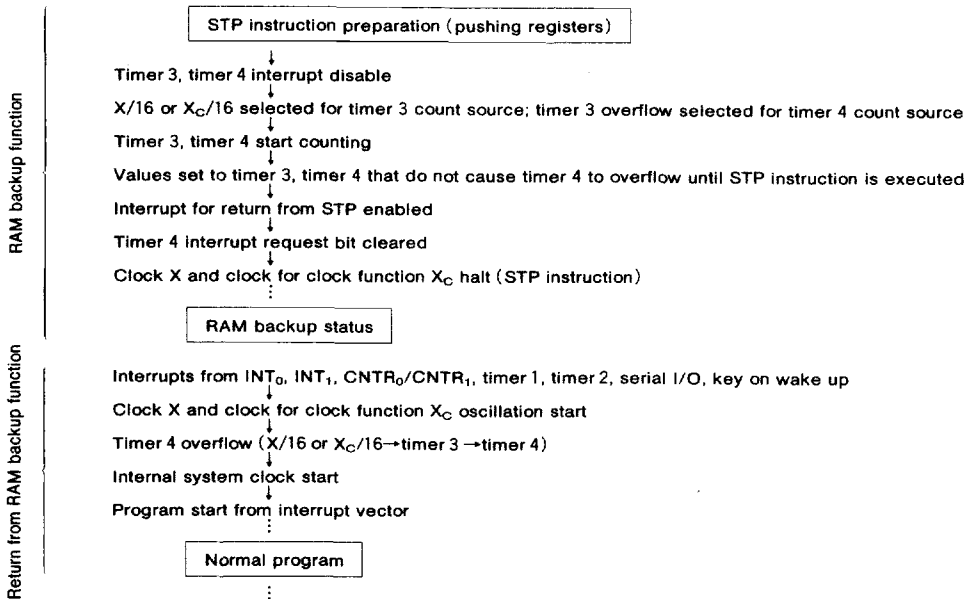 RAM backup function
STP instruction preparation (pushing registers)
Timer 3, timer 4 interrupt disable
X/16 or XC/16 selected for timer 3 count source; timer 3 overflow selected for timer 4 count source
Timer 3, timer 4 start counting
Values set to timer 3, timer 4 that do not cause timer 4 to overflow until STP instruction is executed
Interrupt for return from STP enabled
Timer 4 interrupt request bit cleared
Clock X and clock for clock function XC halt (STP instruction)
RAM backup status
Return from RAM backup function
Interrupts from INT0, INT1, CNTR0/CNTR1, timer 1, timer 2, serial I/O, key on wake up
Clock X and clock for clock function XC oscillation start
Timer 4 overflow (X/16 or XC/16→timer 3→timer 4)
Internal system clock start
Program start from interrupt vector
Normal program